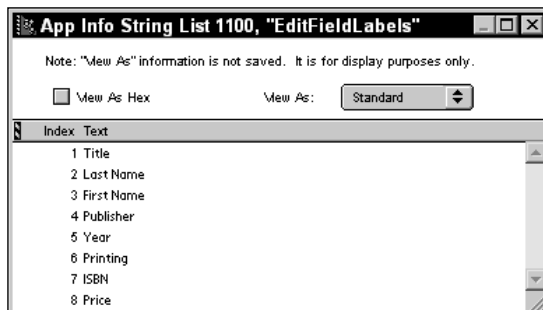 App Info String List 1100, "EditFieldLabels"
Note: "View As" information is not saved. It is for display purposes only.
View As Hex View As: Standard
Index Text
1 Title
2 Last Name
3 First Name
4 Publisher
5 Year
6 Printing
7 ISBN
8 Price